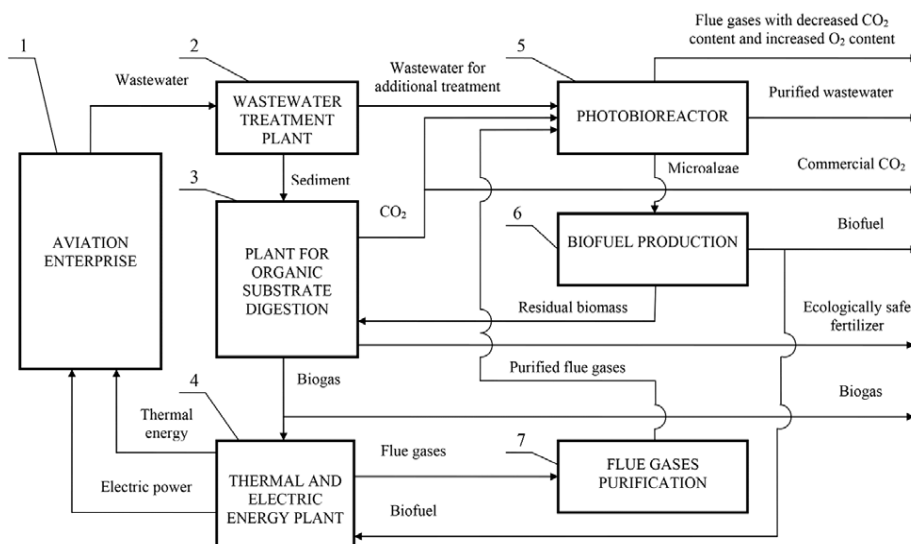 Flue gases with decreased CO₂
content and increased O₂ content
1
2
5
Wastewater
Wastewater for
additional treatment
Purified wastewater
WASTEWATER
TREATMENT
PLANT
PHOTOBIOREACTOR
Sediment
Microalgae
Commercial CO₂
3
CO₂
6
Biofuel
AVIATION
ENTERPRISE
PLANT FOR
ORGANIC
SUBSTRATE
DIGESTION
BIOFUEL PRODUCTION
Residual biomass
Ecologically safe
fertilizer
Biogas
Purified flue gases
4
Biogas
Thermal
energy
Flue gases
7
Electric power
THERMAL AND
ELECTRIC
ENERGY PLANT
FLUE GASES
PURIFICATION
Biofuel